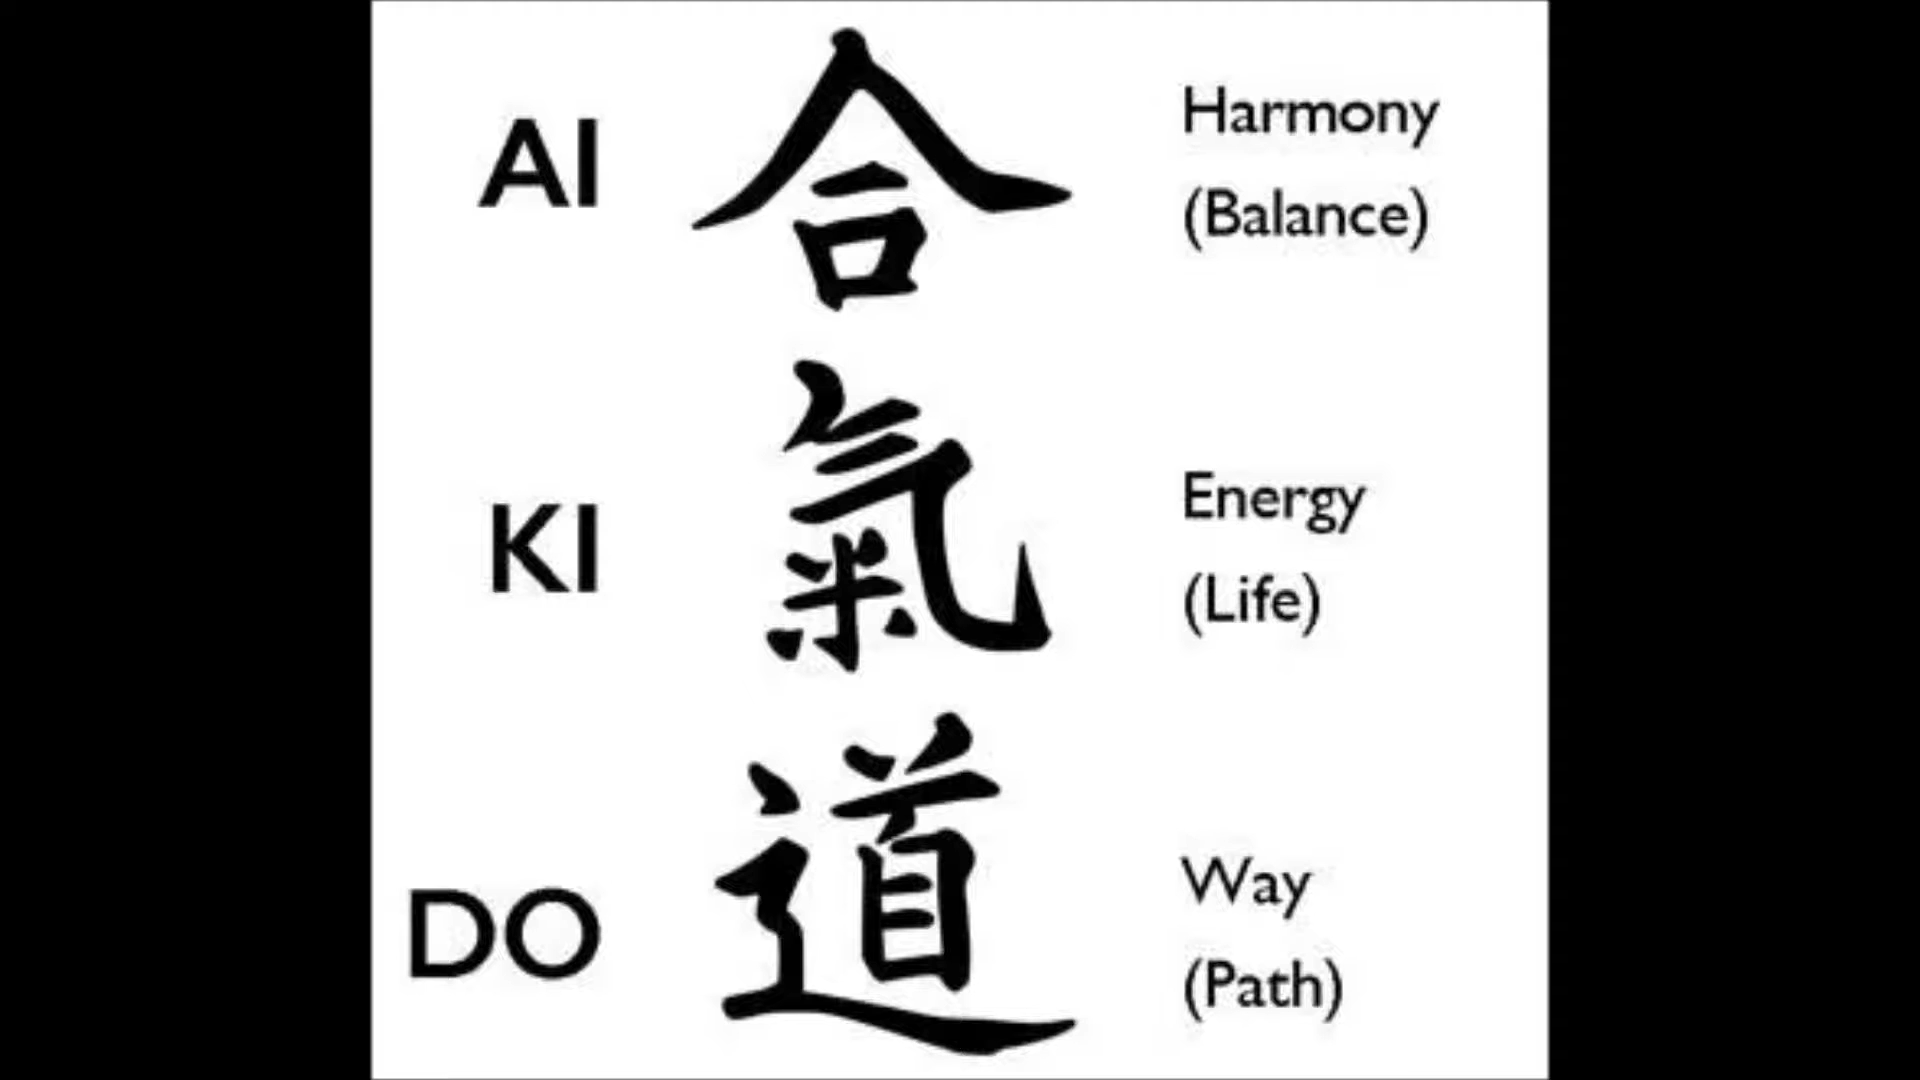 AI 合 Harmony
(Balance)
KI 氣 Energy
(Life)
DO 道 Way
(Path)